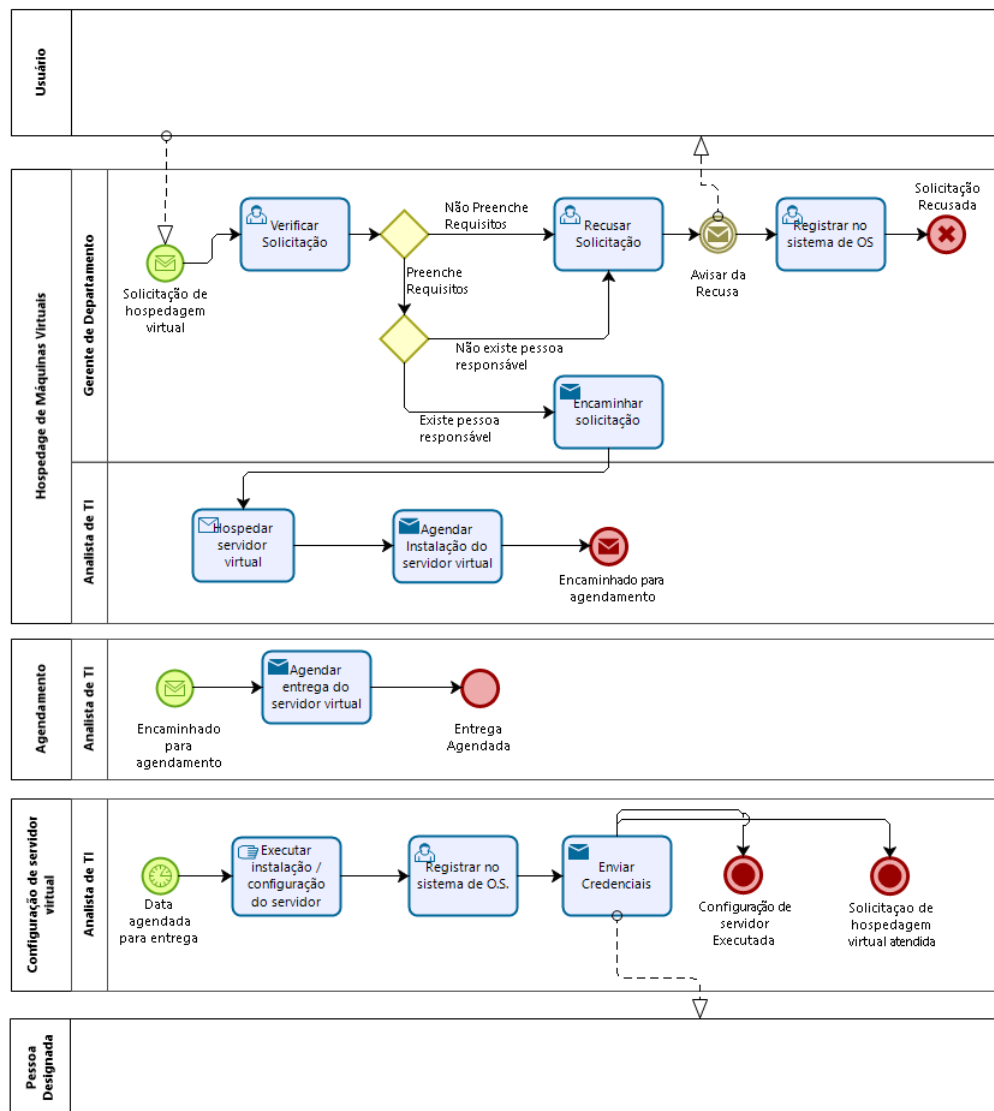 Usuário
Hospedage de Máquinas Virtuais
Gerente de Departamento
Solicitação de
hospedagem
virtual
Verificar
Solicitação
Não Preenche
Requisitos
Preenche
Requisitos
Recusar
Solicitação
Avisar da
Recusa
Registrar no
sistema de OS
Solicitação
Recusada
Não existe pessoa
responsável
Existe pessoa
responsável
Encaminhar
solicitação
Analista de TI
Hospedar
servidor
virtual
Agendar
Instalação do
servidor virtual
Encaminhado para
agendamento
Agendamento
Analista de TI
Encaminhado
para
agendamento
Agendar
entrega do
servidor virtual
Entrega
Agendada
Configuração de servidor
virtual
Analista de TI
Data
agendada
para entrega
Executar
instalação /
configuração
do servidor
Registrar no
sistema de O.S.
Enviar
Credenciais
Configuração de
servidor
Executada
Solicitaçao de
hospedagem
virtual atendida
Pessoa
Designada